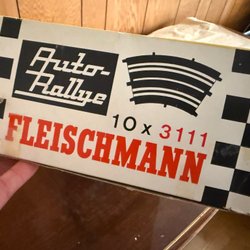 Auto-
Rallye
10 x 3111
FLEISCHMANN